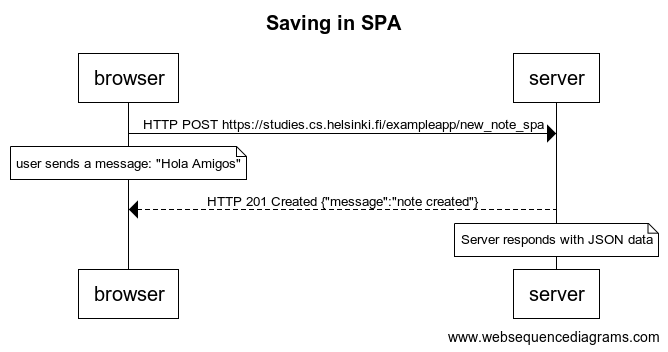 Saving in SPA
browser
server
HTTP POST https://studies.cs.helsinki.fi/exampleapp/new_note_spa
user sends a message: "Hola Amigos"
HTTP 201 Created {"message":"note created"}
Server responds with JSON data
browser
server
www.websequencediagrams.com